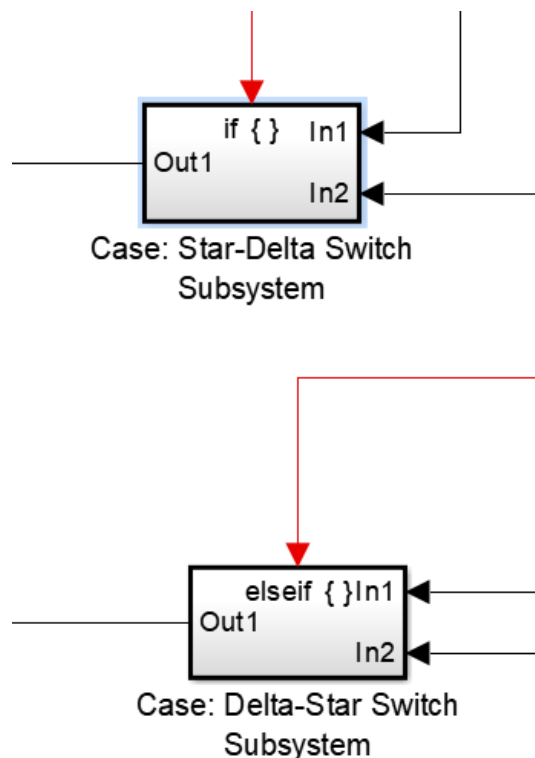 if { } In1
Out1
In2
Case: Star-Delta Switch
Subsystem
elseif { }In1
Out1
In2
Case: Delta-Star Switch
Subsystem